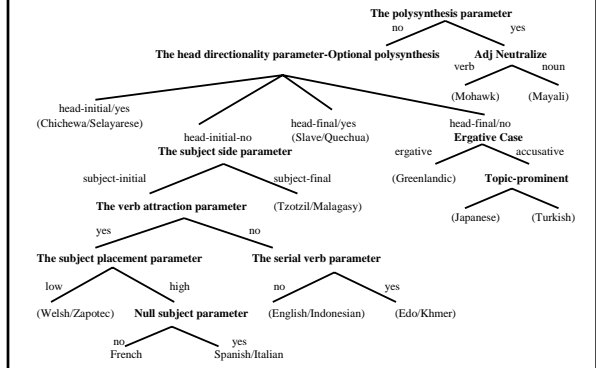 The polysynthesis parameter
no yes
The head directionality parameter-Optional polysynthesis Adj Neutralize
verb noun
(Mohawk) (Mayali)
head-initial/yes
(Chichewa/Selayarese)
head-initial-no
head-final/yes
(Slave/Quechua)
head-final/no
The subject side parameter
Ergative Case
ergative accusative
subject-initial subject-final
(Greenlandic) Topic-prominent
The verb attraction parameter
(Tzotzil/Malagasy)
(Japanese) (Turkish)
yes no
The subject placement parameter The serial verb parameter
low high no yes
(Welsh/Zapotec) Null subject parameter (English/Indonesian) (Edo/Khmer)
no yes
French Spanish/Italian